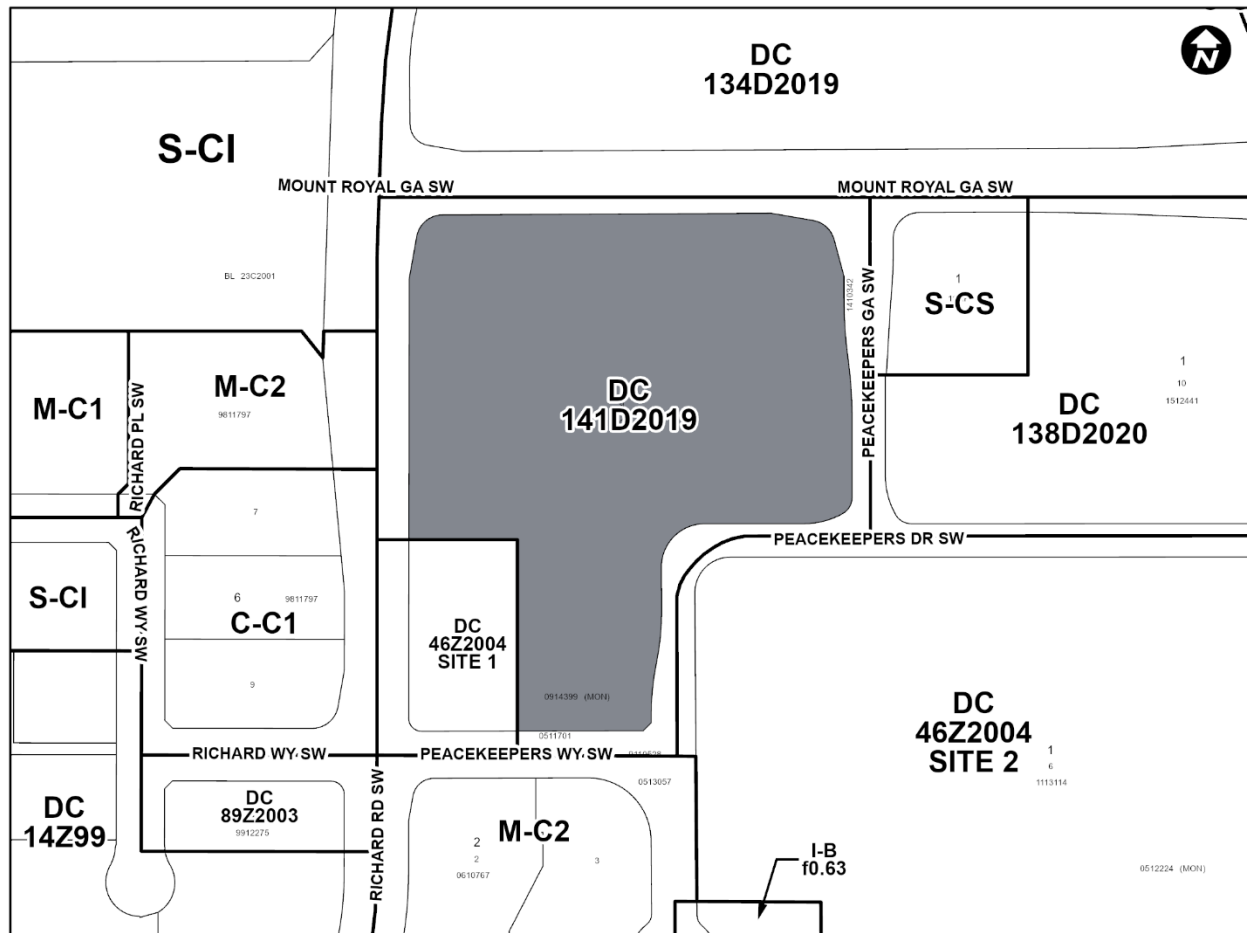 DC
134D2019
N
S-CI
MOUNT ROYAL GA SW
MOUNT ROYAL GA SW
BL 23C2001
1410342
PEACEKEEPERS GA SW
1
S-CS
M-C1
RICHARD PL SW
M-C2
9811797
DC
141D2019
1
10
1512441
DC
138D2020
7
RICHARD WY SW
PEACEKEEPERS DR SW
S-CI
6
9811797
C-C1
9
DC
46Z2004
SITE 1
0914399 (MON)
0511701
RICHARD WY SW
PEACEKEEPERS WY SW
DC
46Z2004
SITE 2
1
6
1113114
0513057
DC
14Z99
DC
89Z2003
9912275
RICHARD RD SW
2
2
0610767
M-C2
3
I-B
f0.63
0512224 (MON)